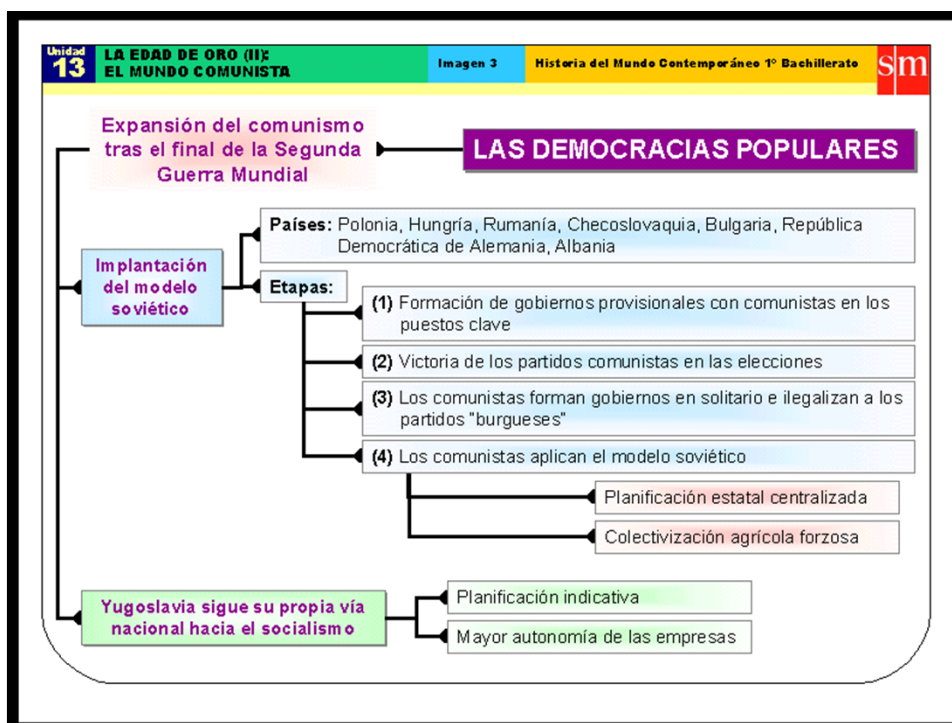 Unidad
13
LA EDAD DE ORO (II):
EL MUNDO COMUNISTA
Imagen 3
Historia del Mundo Contemporáneo 1º Bachillerato
sm
Expansión del comunismo
tras el final de la Segunda
Guerra Mundial
LAS DEMOCRACIAS POPULARES
Países: Polonia, Hungría, Rumanía, Checoslovaquia, Bulgaria, República
Democrática de Alemania, Albania
Implantación
del modelo
soviético
Etapas:
(1) Formación de gobiernos provisionales con comunistas en los
puestos clave
(2) Victoria de los partidos comunistas en las elecciones
(3) Los comunistas forman gobiernos en solitario e ilegalizan a los
partidos "burgueses"
(4) Los comunistas aplican el modelo soviético
Planificación estatal centralizada
Colectivización agrícola forzosa
Yugoslavia sigue su propia vía
nacional hacia el socialismo
Planificación indicativa
Mayor autonomía de las empresas